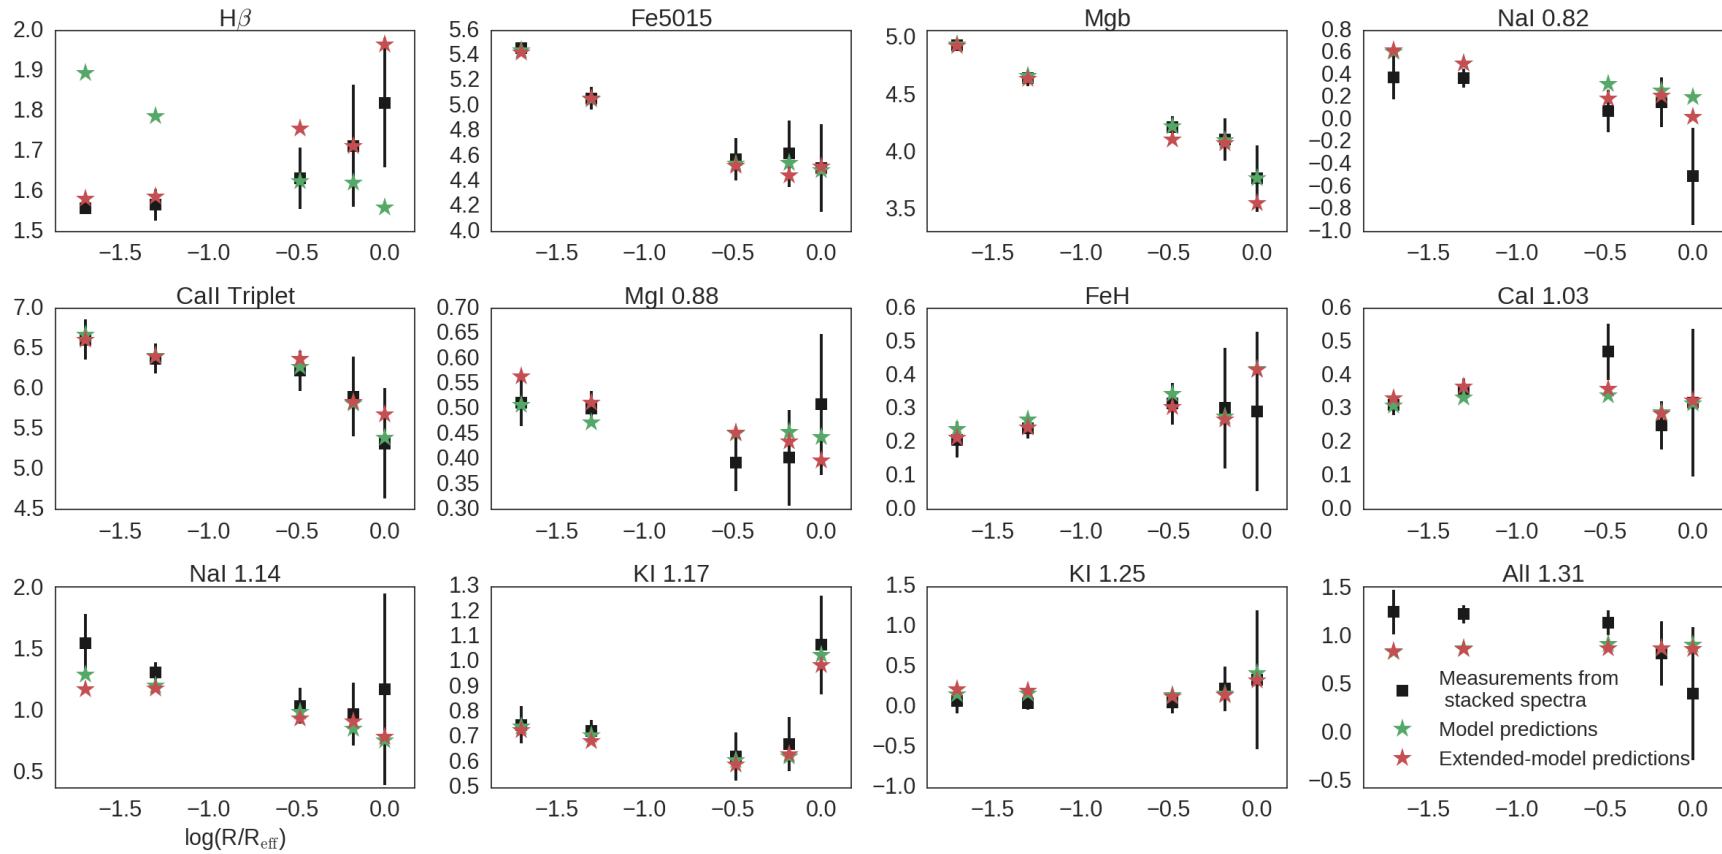 Hβ
2.0
1.9
1.8
1.7
1.6
1.5
−1.5 −1.0 −0.5 0.0
Fe5015
5.6
5.4
5.2
5.0
4.8
4.6
4.4
4.2
4.0
−1.5 −1.0 −0.5 0.0
Mgb
5.0
4.5
4.0
3.5
−1.5 −1.0 −0.5 0.0
NaI 0.82
0.8
0.6
0.4
0.2
0.0
−0.2
−0.4
−0.6
−0.8
−1.0
−1.5 −1.0 −0.5 0.0
CaII Triplet
7.0
6.5
6.0
5.5
5.0
4.5
−1.5 −1.0 −0.5 0.0
MgI 0.88
0.70
0.65
0.60
0.55
0.50
0.45
0.40
0.35
0.30
−1.5 −1.0 −0.5 0.0
FeH
0.6
0.5
0.4
0.3
0.2
0.1
0.0
−1.5 −1.0 −0.5 0.0
CaI 1.03
0.6
0.5
0.4
0.3
0.2
0.1
0.0
−1.5 −1.0 −0.5 0.0
NaI 1.14
2.0
1.5
1.0
0.5
−1.5 −1.0 −0.5 0.0
log(R/R_eff)
KI 1.17
1.3
1.2
1.1
1.0
0.9
0.8
0.7
0.6
0.5
−1.5 −1.0 −0.5 0.0
KI 1.25
1.5
1.0
0.5
0.0
−0.5
−1.0
−1.5 −1.0 −0.5 0.0
AlI 1.31
1.5
1.0
0.5
0.0
−0.5
Measurements from
stacked spectra
Model predictions
Extended-model predictions
−1.5 −1.0 −0.5 0.0